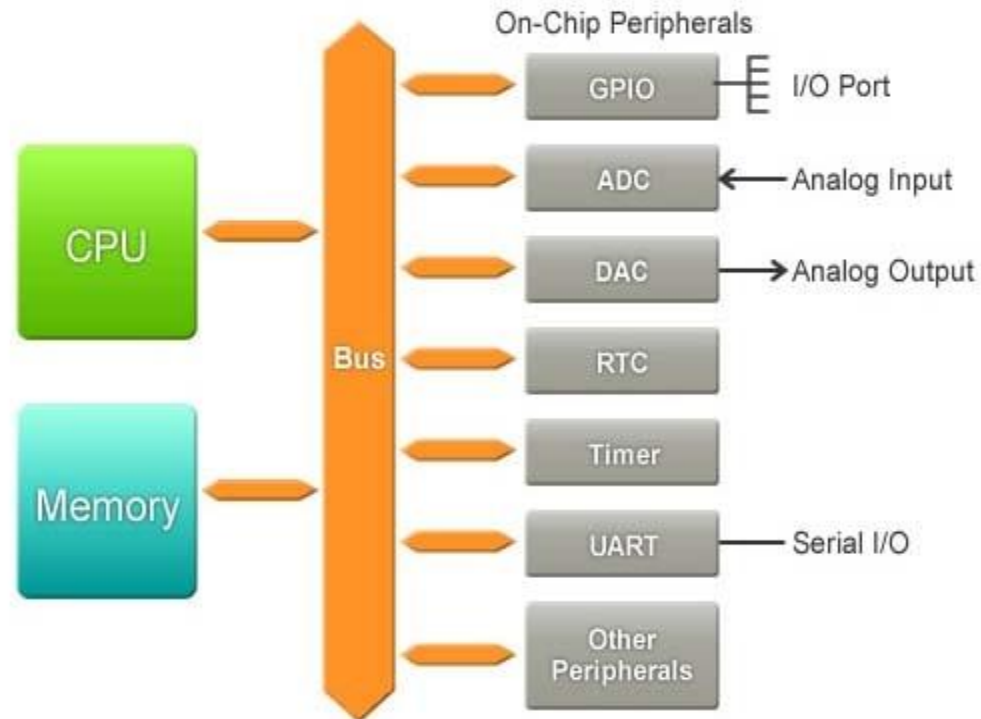 On-Chip Peripherals
GPIO
I/O Port
CPU
ADC
Analog Input
DAC
Analog Output
Bus
RTC
Memory
Timer
UART
Serial I/O
Other
Peripherals